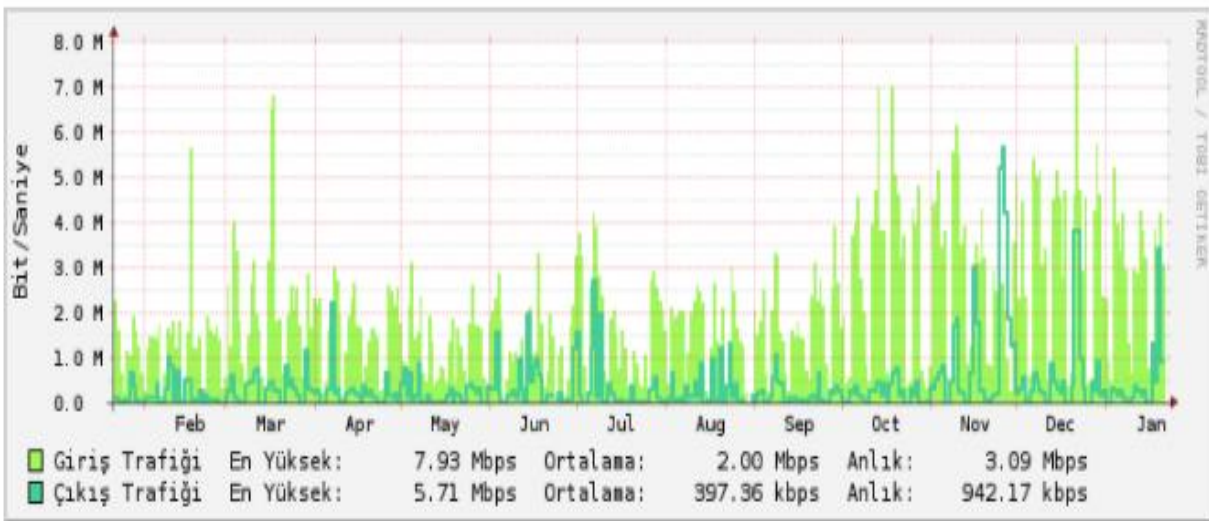 RRDTOOL / TOBI OETIKER
Bit/Saniye
8.0 M
7.0 M
6.0 M
5.0 M
4.0 M
3.0 M
2.0 M
1.0 M
0.0
Feb Mar Apr May Jun Jul Aug Sep Oct Nov Dec Jan
Giriş Trafiği En Yüksek: 7.93 Mbps Ortalama: 2.00 Mbps Anlık: 3.09 Mbps
Çıkış Trafiği En Yüksek: 5.71 Mbps Ortalama: 397.36 kbps Anlık: 942.17 kbps